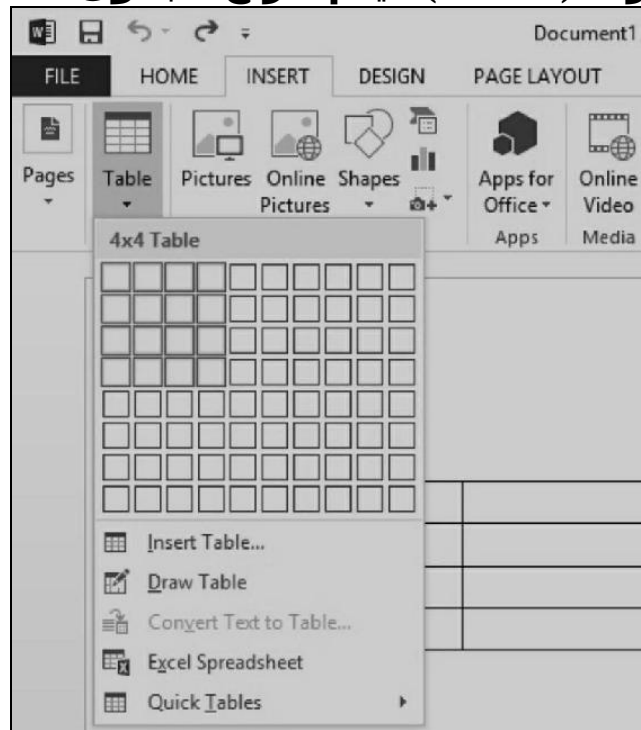 Document1
FILE HOME INSERT DESIGN PAGE LAYOUT
Pages
Table
Pictures
Online Pictures
Shapes
Apps for Office
Online Video
Apps
Media
4x4 Table
Insert Table...
Draw Table
Convert Text to Table...
Excel Spreadsheet
Quick Tables